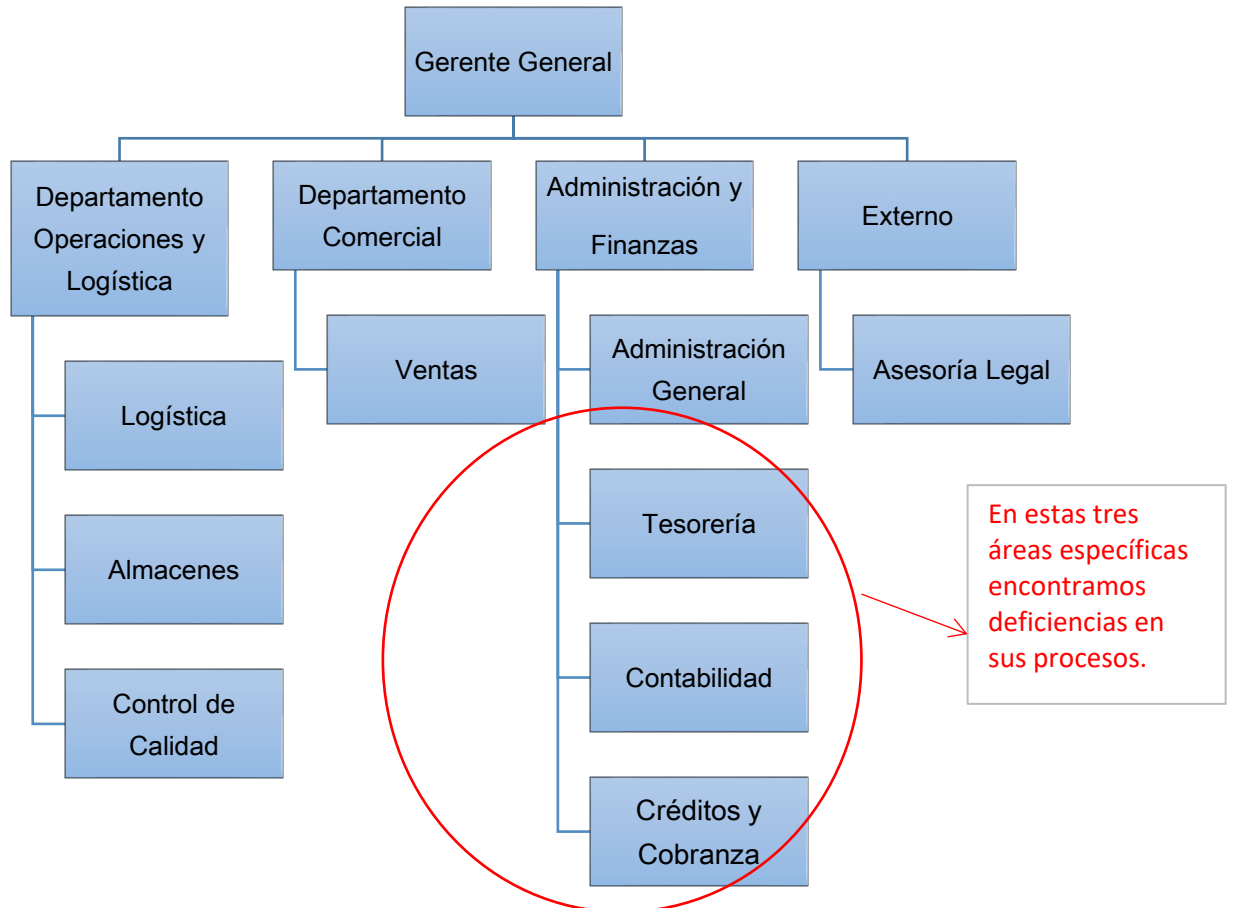 Gerente General
Departamento
Operaciones y
Logística
Departamento
Comercial
Administración y
Finanzas
Externo
Logística
Almacenes
Control de
Calidad
Ventas
Administración
General
Tesorería
Contabilidad
Créditos y
Cobranza
Asesoría Legal
En estas tres
áreas específicas
encontramos
deficiencias en
sus procesos.